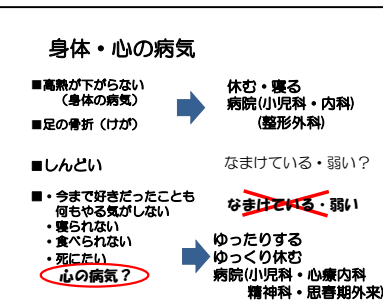 身体・心の病気
■高熱が下がらない
（身体の病気）
■足の骨折（けが）
休む・寝る
病院(小児科・内科)
(整形外科)
■しんどい
なまけている・弱い？
■・今まで好きだったことも
何もやる気がしない
・寝られない
・食べられない
・死にたい
心の病気？
なまけている・弱い
ゆったりする
ゆっくり休む
病院(小児科・心療内科
精神科・思春期外来)